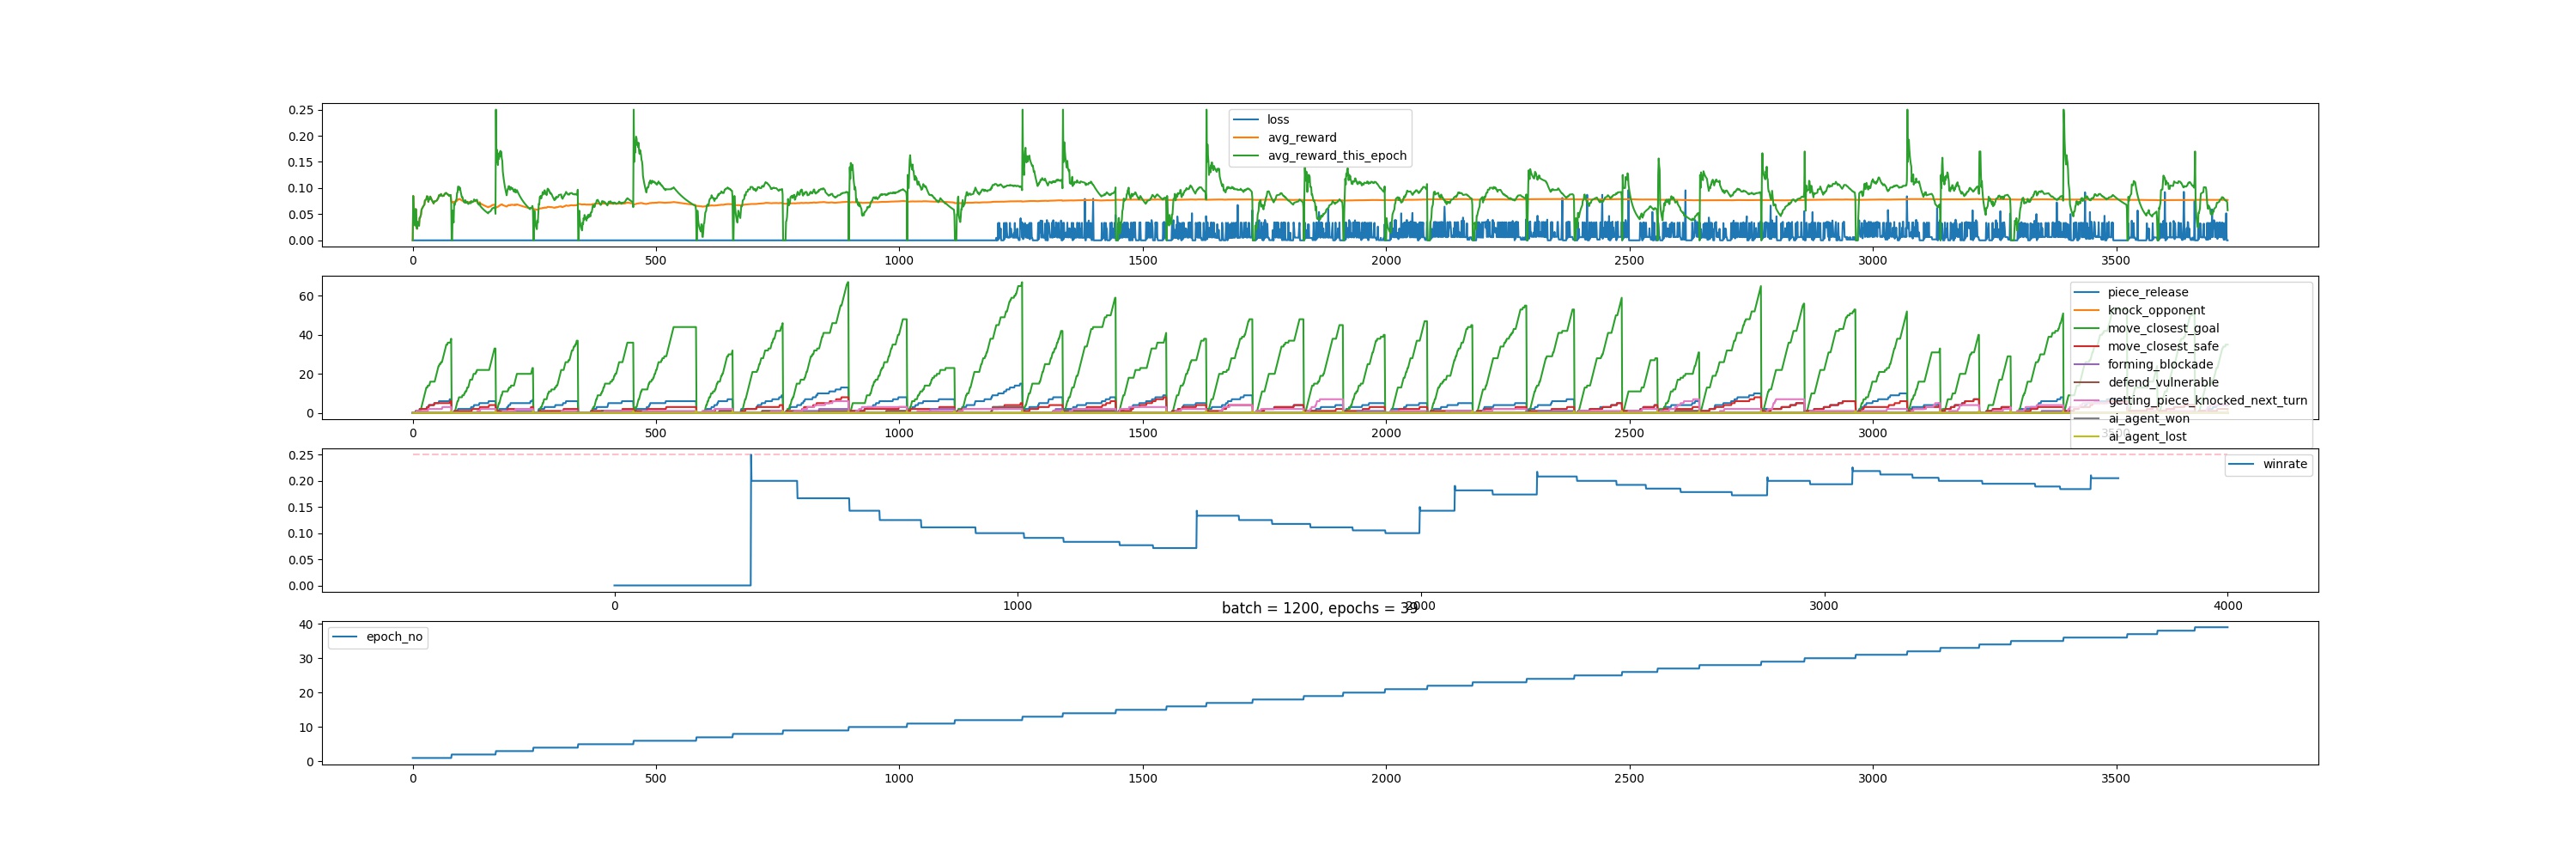 0.25
0.20
0.15
0.10
0.05
0.00
loss
avg_reward
avg_reward_this_epoch
0 500 1000 1500 2000 2500 3000 3500
60
40
20
0
piece_release
knock_opponent
move_closest_goal
move_closest_safe
forming_blockade
defend_vulnerable
getting_piece_knocked_next_turn
ai_agent_won
ai_agent_lost
0 500 1000 1500 2000 2500 3000 3500
0.25
0.20
0.15
0.10
0.05
0.00
winrate
0 1000 2000 3000 4000
batch = 1200, epochs = 39
40
30
20
10
0
epoch_no
0 500 1000 1500 2000 2500 3000 3500